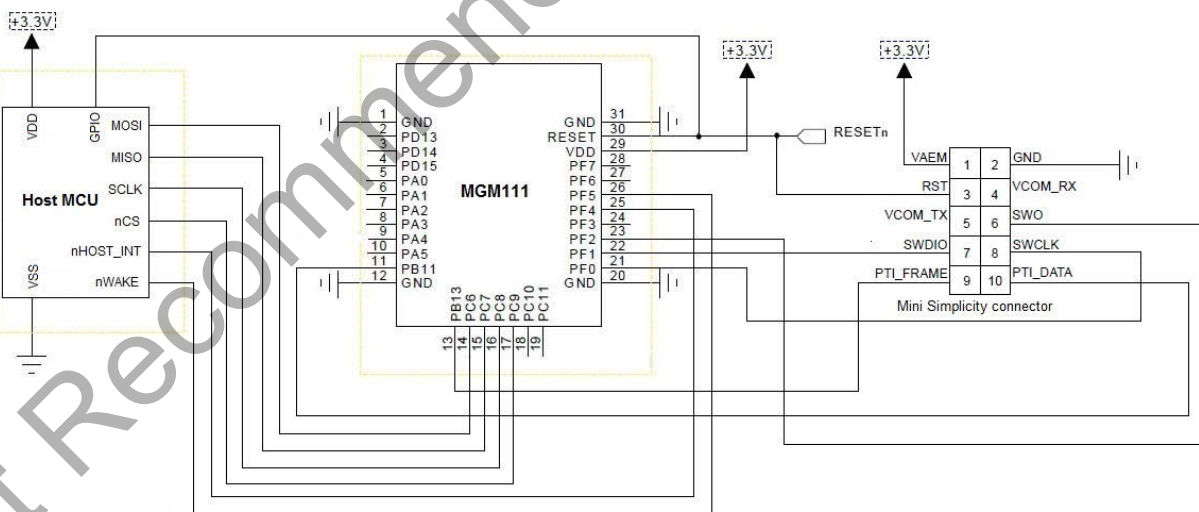 +3.3V
+3.3V
+3.3V
Host MCU
VDD
GPIO
MOSI
MISO
SCLK
nCS
nHOST_INT
nWAKE
VSS
MGM111
1 GND
2 PD13
3 PD14
4 PD15
5 PA0
6 PA1
7 PA2
8 PA3
9 PA4
10 PA5
11 PB11
12 GND
13 PB13
14 PC6
15 PC7
16 PC8
17 PC9
18 PC10
19 PC11
GND 31
RESET 30
VDD 29
PF7 28
PF6 27
PF5 26
PF4 25
PF3 24
PF2 23
PF1 22
PF0 21
GND 20
RESETn
VAEM 1 2 GND
RST 3 4 VCOM_RX
VCOM_TX 5 6 SWO
SWDIO 7 8 SWCLK
PTI_FRAME 9 10 PTI_DATA
Mini Simplicity connector
t Recommen